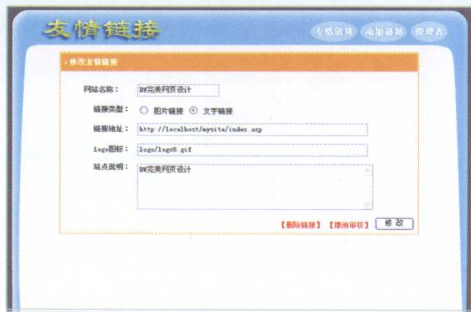 友情链接
友情链接 添加链接 管理者
修改友情链接
网站名称： DW完美网页设计
链接类型： 图片链接 文字链接
链接地址： http://localhost/mysite/index.asp
logo图标： logo/logo8.gif
站点说明： DW完美网页设计
【删除链接】 【撤消审核】 修 改